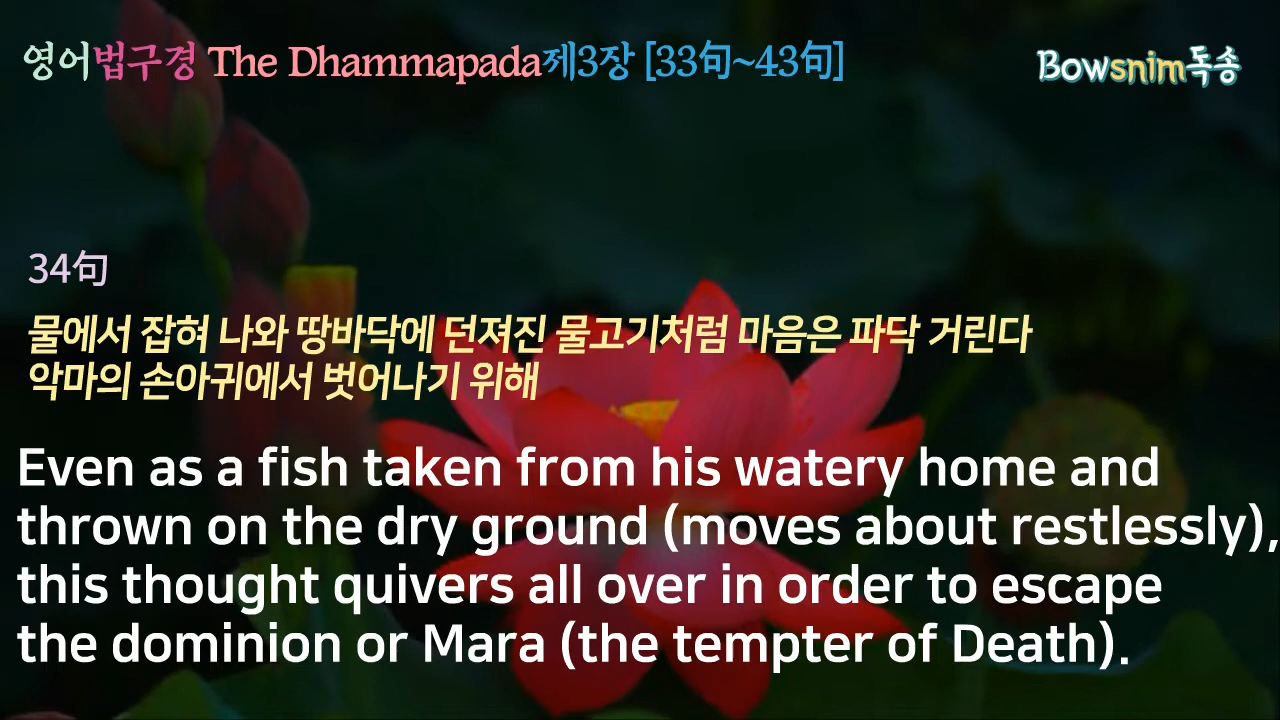 영어법구경 The Dhammapada제3장 [33句~43句]
Bowsnim독송
34句
물에서 잡혀 나와 땅바닥에 던져진 물고기처럼 마음은 파닥 거린다
악마의 손아귀에서 벗어나기 위해
Even as a fish taken from his watery home and
thrown on the dry ground (moves about restlessly),
this thought quivers all over in order to escape
the dominion or Mara (the tempter of Death).